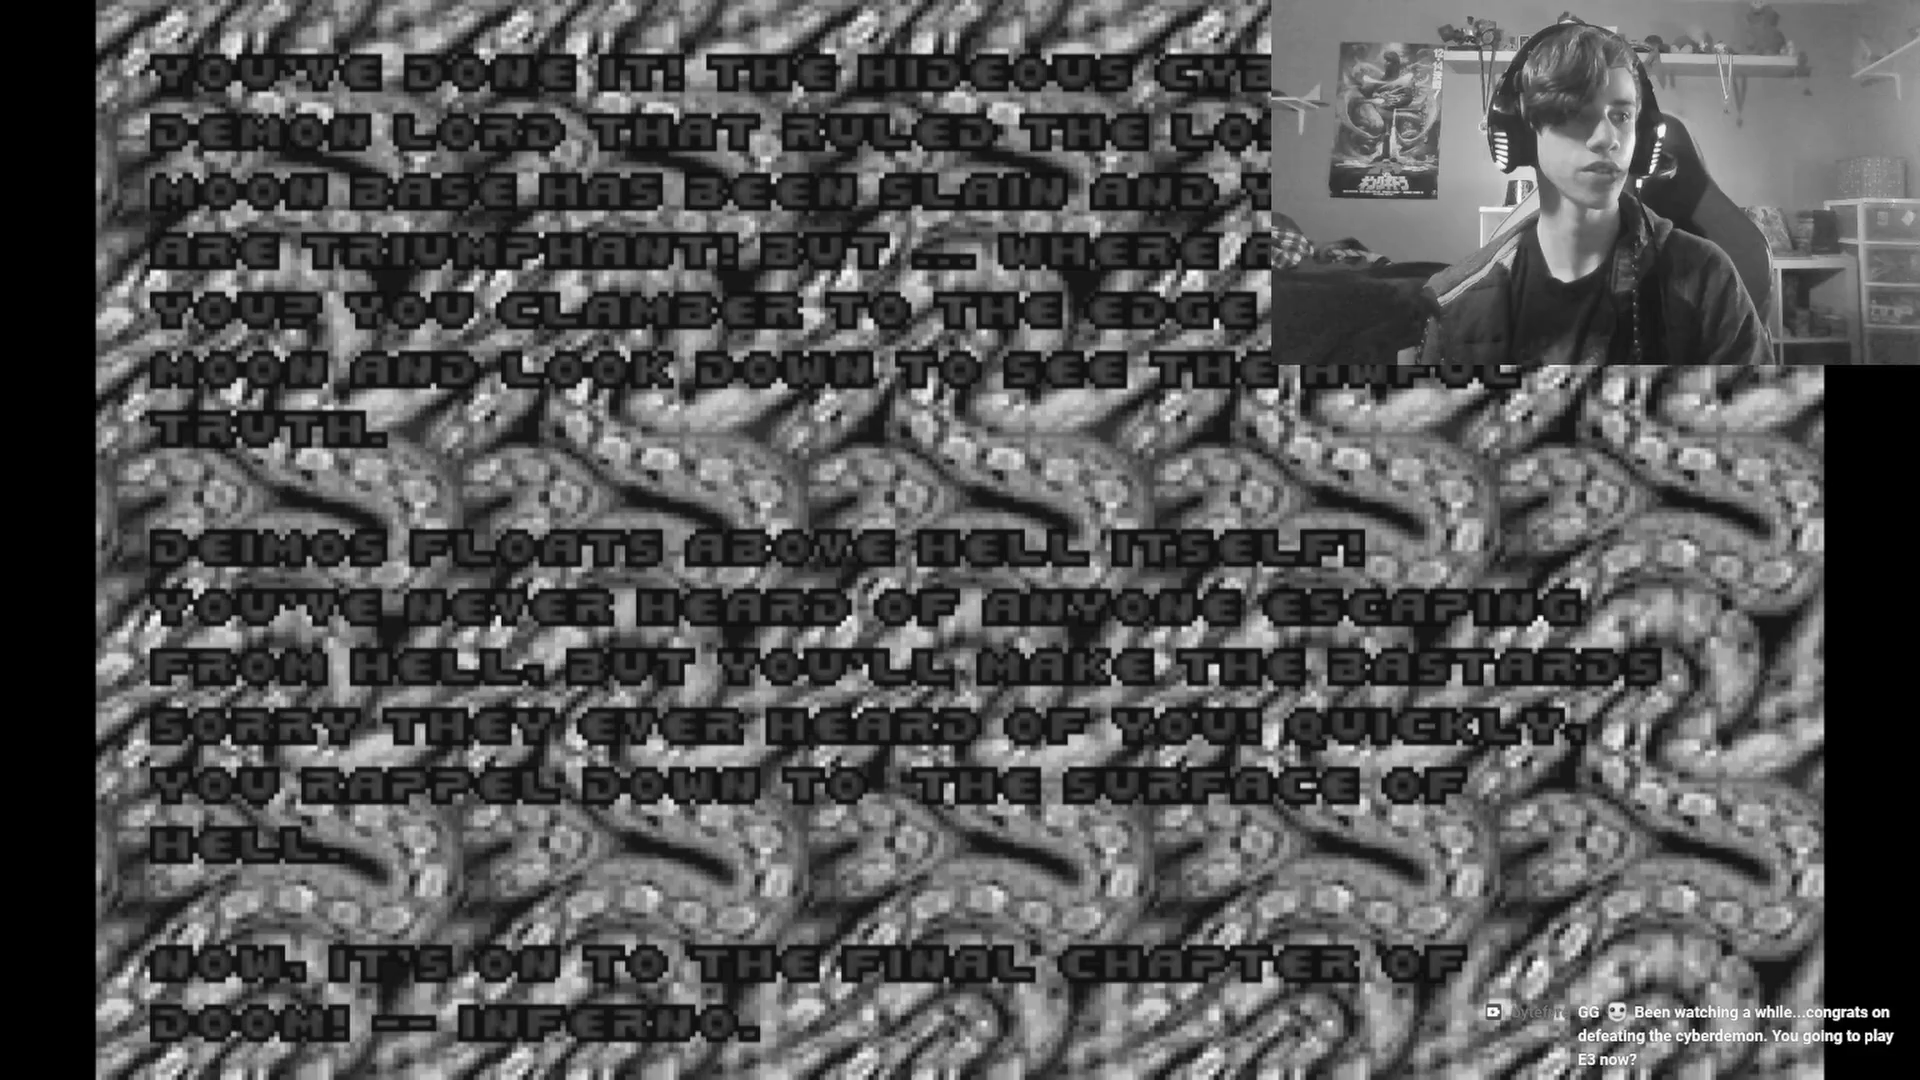 YOU'VE DONE IT! THE HIDEOUS
DEMON LORD THAT RULED THE
MOON BASE HAS BEEN SLAIN AND
ARE TRIUMPHANT! BUT ... WHERE
YOU? YOU CLAMBER TO THE EDGE
MOON AND LOOK DOWN TO SEE THE AWFUL
TRUTH.
DEIMOS FLOATS ABOVE HELL ITSELF!
YOU'VE NEVER HEARD OF ANYONE ESCAPING
FROM HELL, BUT YOU'LL MAKE THE BASTARDS
SORRY THEY EVER HEARD OF YOU! QUICKLY,
YOU RAPPEL DOWN TO THE SURFACE OF
HELL.
NOW, IT'S ON TO THE FINAL CHAPTER OF
DOOM! -- INFERNO.
GG Been watching a while...congrats on
defeating the cyberdemon. You going to play
E3 now?